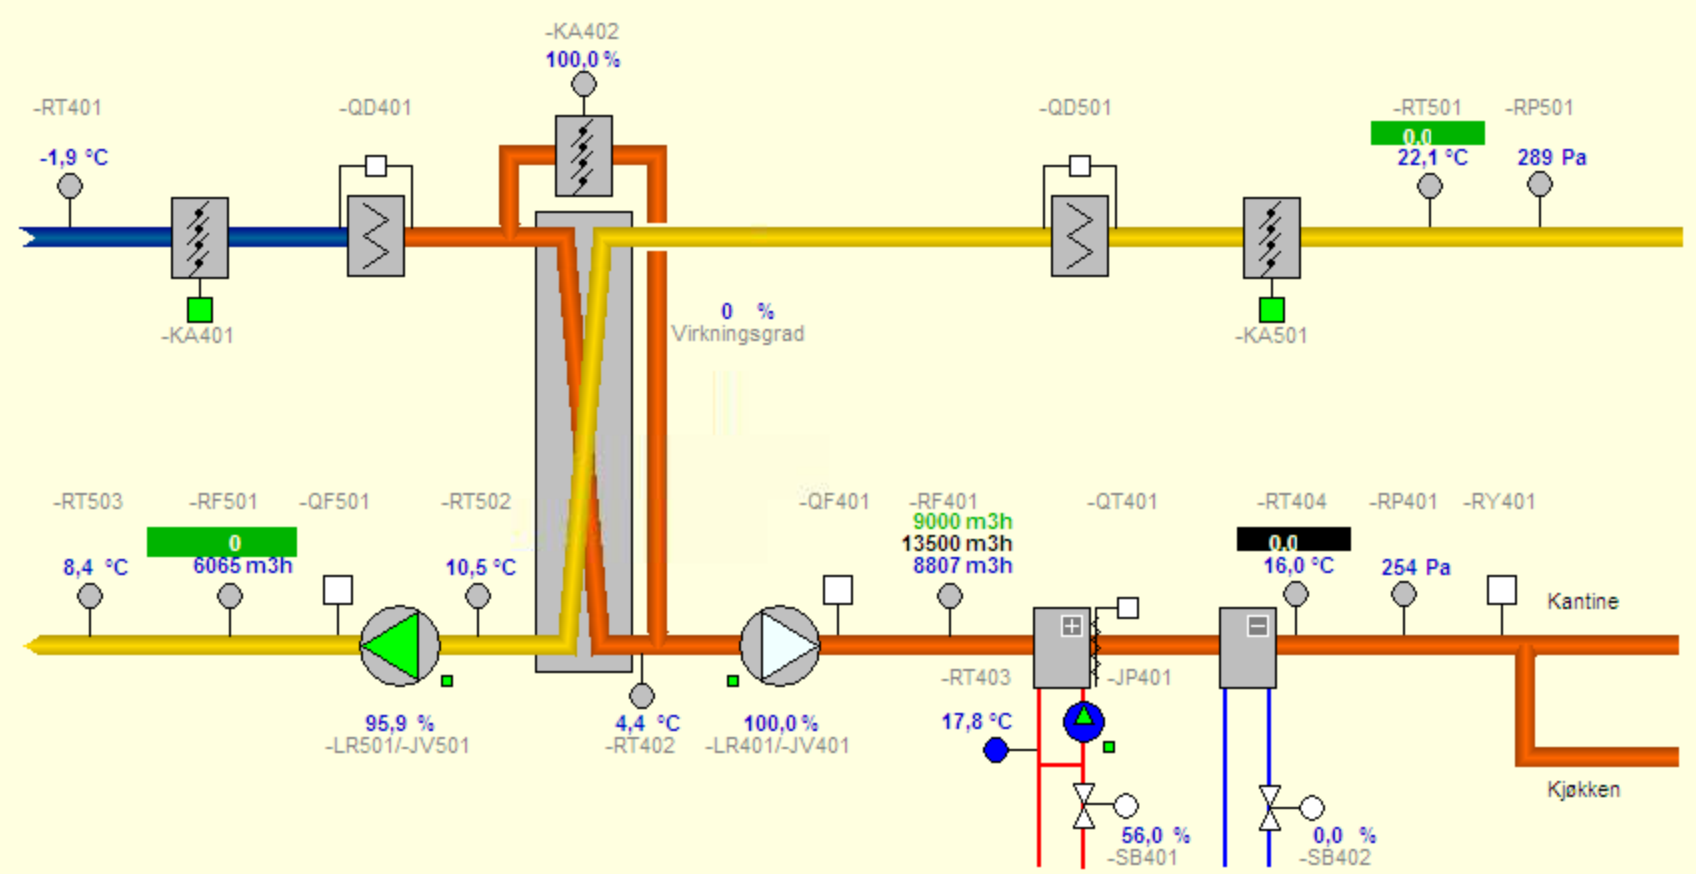 -KA402
100,0 %
-RT401
-QD401
-QD501
-RT501
-RP501
0.0
-1,9 °C
22,1 °C
289 Pa
-KA401
0 %
Virkningsgrad
-KA501
-RT503
-RF501
-QF501
-RT502
-QF401
-RF401
-QT401
-RT404
-RP401
-RY401
9000 m3h
0
13500 m3h
0.0
8,4 °C
6065 m3h
10,5 °C
8807 m3h
16,0 °C
254 Pa
Kantine
-RT403
-JP401
95,9 %
4,4 °C
100,0 %
17,8 °C
-LR501/-JV501
-RT402
-LR401/-JV401
Kjøkken
56,0 %
0,0 %
-SB401
-SB402